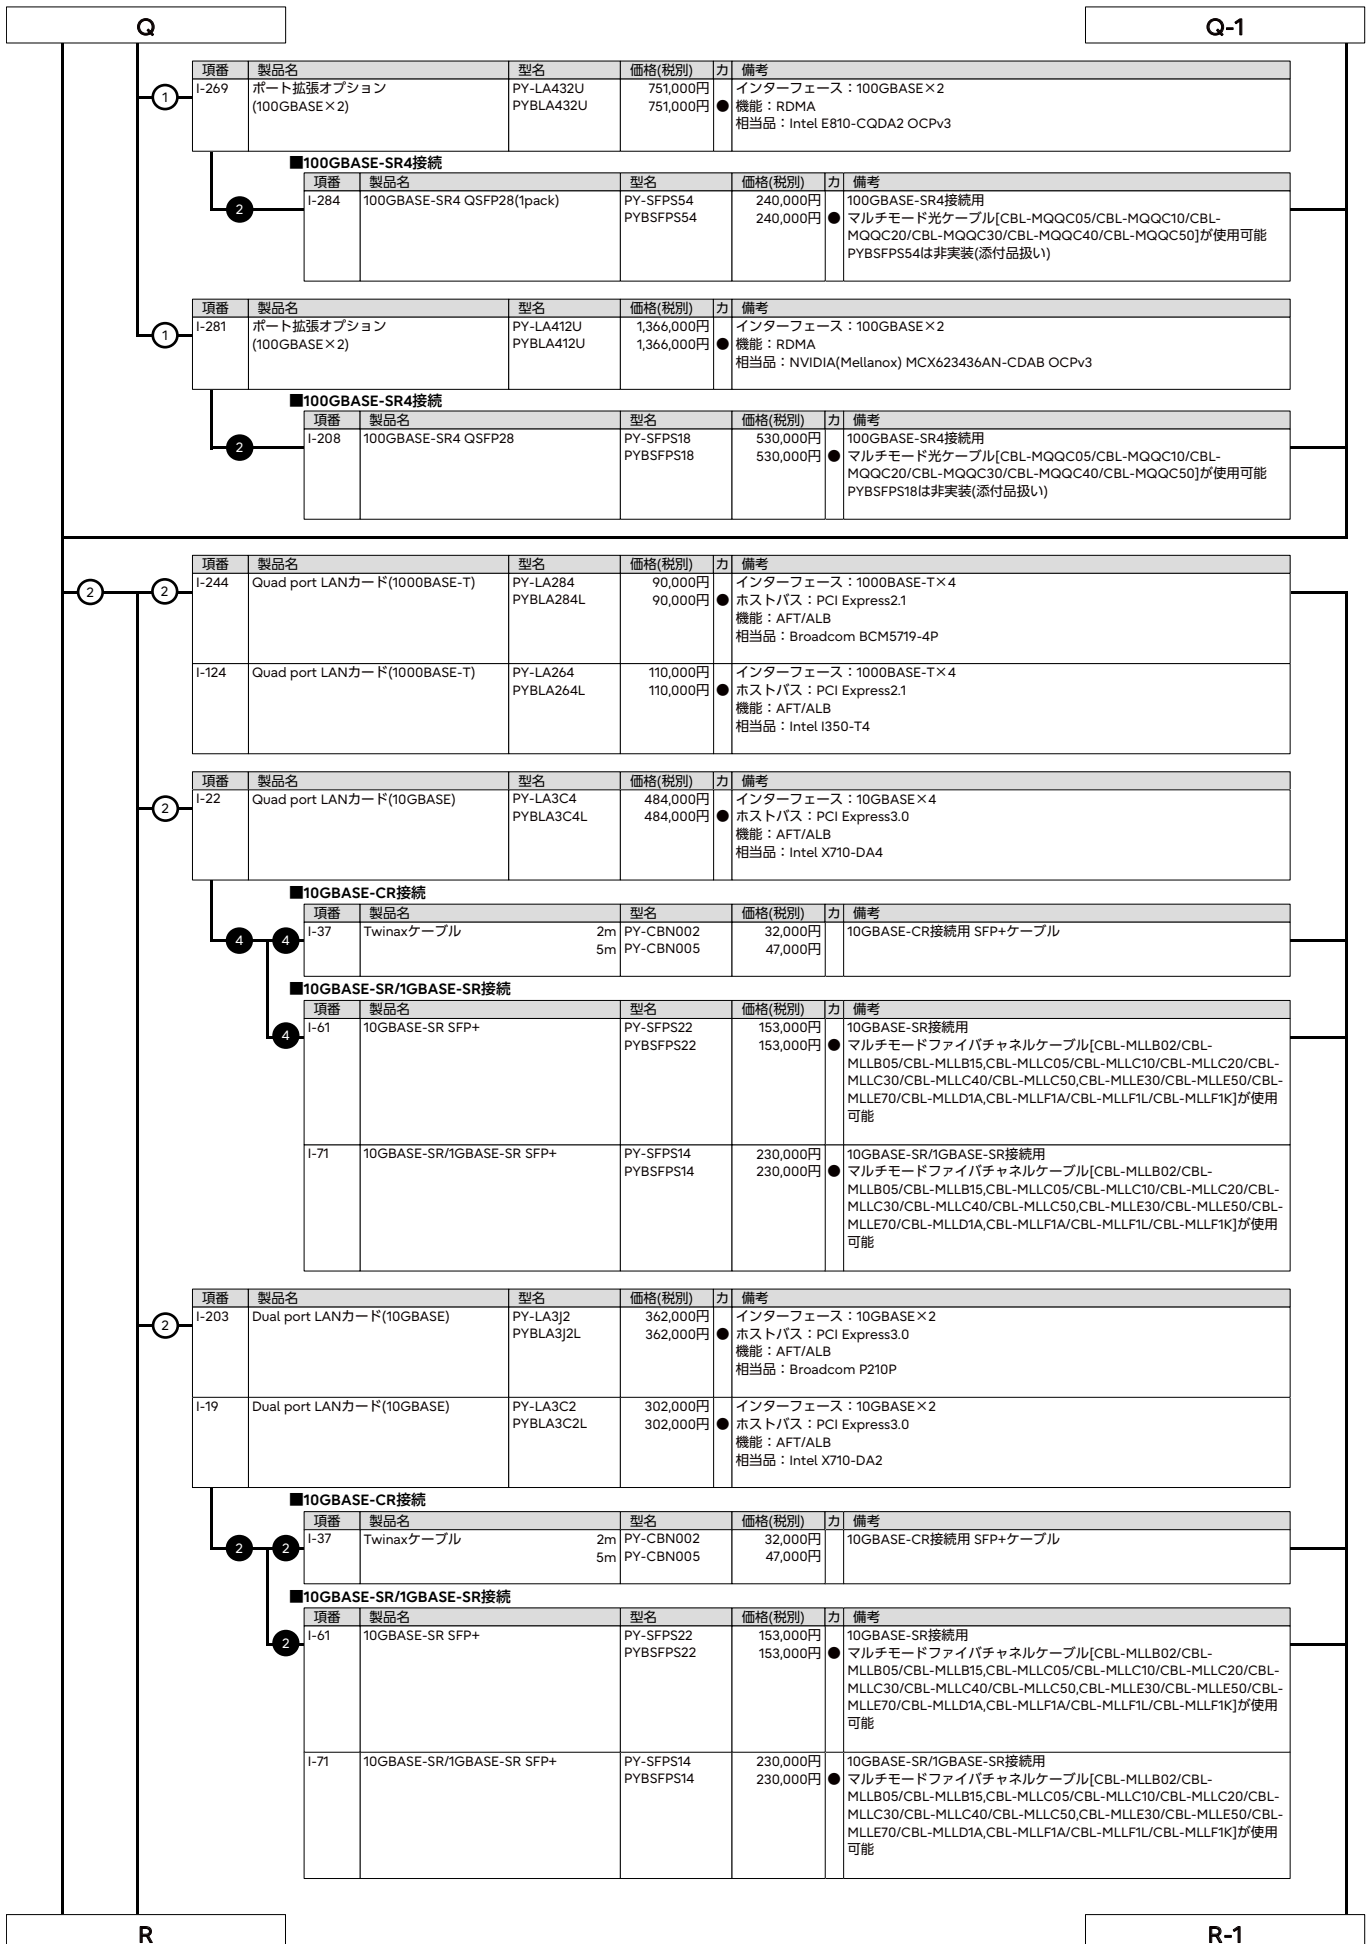 Q
Q-1
項番 製品名 型名 価格(税別) カ 備考
① I-269 ポート拡張オプション PY-LA432U 751,000円 インターフェース：100GBASE×2
(100GBASE×2) PYBLA432U 751,000円 ● 機能：RDMA
相当品：Intel E810-CQDA2 OCPv3
■100GBASE-SR4接続
項番 製品名 型名 価格(税別) カ 備考
❷ I-284 100GBASE-SR4 QSFP28(1pack) PY-SFPS54 240,000円 100GBASE-SR4接続用
PYBSFPS54 240,000円 ● マルチモード光ケーブル[CBL-MQQC05/CBL-MQQC10/CBL-
MQQC20/CBL-MQQC30/CBL-MQQC40/CBL-MQQC50]が使用可能
PYBSFPS54は非実装(添付品扱い)
項番 製品名 型名 価格(税別) カ 備考
① I-281 ポート拡張オプション PY-LA412U 1,366,000円 インターフェース：100GBASE×2
(100GBASE×2) PYBLA412U 1,366,000円 ● 機能：RDMA
相当品：NVIDIA(Mellanox) MCX623436AN-CDAB OCPv3
■100GBASE-SR4接続
項番 製品名 型名 価格(税別) カ 備考
❷ I-208 100GBASE-SR4 QSFP28 PY-SFPS18 530,000円 100GBASE-SR4接続用
PYBSFPS18 530,000円 ● マルチモード光ケーブル[CBL-MQQC05/CBL-MQQC10/CBL-
MQQC20/CBL-MQQC30/CBL-MQQC40/CBL-MQQC50]が使用可能
PYBSFPS18は非実装(添付品扱い)
項番 製品名 型名 価格(税別) カ 備考
② ② I-244 Quad port LANカード(1000BASE-T) PY-LA284 90,000円 インターフェース：1000BASE-T×4
PYBLA284L 90,000円 ● ホストバス：PCI Express2.1
機能：AFT/ALB
相当品：Broadcom BCM5719-4P
I-124 Quad port LANカード(1000BASE-T) PY-LA264 110,000円 インターフェース：1000BASE-T×4
PYBLA264L 110,000円 ● ホストバス：PCI Express2.1
機能：AFT/ALB
相当品：Intel I350-T4
項番 製品名 型名 価格(税別) カ 備考
② I-22 Quad port LANカード(10GBASE) PY-LA3C4 484,000円 インターフェース：10GBASE×4
PYBLA3C4L 484,000円 ● ホストバス：PCI Express3.0
機能：AFT/ALB
相当品：Intel X710-DA4
■10GBASE-CR接続
項番 製品名 型名 価格(税別) カ 備考
❹ ❹ I-37 Twinaxケーブル 2m PY-CBN002 32,000円 10GBASE-CR接続用 SFP+ケーブル
5m PY-CBN005 47,000円
■10GBASE-SR/1GBASE-SR接続
項番 製品名 型名 価格(税別) カ 備考
❹ I-61 10GBASE-SR SFP+ PY-SFPS22 153,000円 10GBASE-SR接続用
PYBSFPS22 153,000円 ● マルチモードファイバチャネルケーブル[CBL-MLLB02/CBL-
MLLB05/CBL-MLLB15,CBL-MLLC05/CBL-MLLC10/CBL-MLLC20/CBL-
MLLC30/CBL-MLLC40/CBL-MLLC50,CBL-MLLE30/CBL-MLLE50/CBL-
MLLE70/CBL-MLLD1A,CBL-MLLF1A/CBL-MLLF1L/CBL-MLLF1K]が使用
可能
I-71 10GBASE-SR/1GBASE-SR SFP+ PY-SFPS14 230,000円 10GBASE-SR/1GBASE-SR接続用
PYBSFPS14 230,000円 ● マルチモードファイバチャネルケーブル[CBL-MLLB02/CBL-
MLLB05/CBL-MLLB15,CBL-MLLC05/CBL-MLLC10/CBL-MLLC20/CBL-
MLLC30/CBL-MLLC40/CBL-MLLC50,CBL-MLLE30/CBL-MLLE50/CBL-
MLLE70/CBL-MLLD1A,CBL-MLLF1A/CBL-MLLF1L/CBL-MLLF1K]が使用
可能
項番 製品名 型名 価格(税別) カ 備考
② I-203 Dual port LANカード(10GBASE) PY-LA3J2 362,000円 インターフェース：10GBASE×2
PYBLA3J2L 362,000円 ● ホストバス：PCI Express3.0
機能：AFT/ALB
相当品：Broadcom P210P
I-19 Dual port LANカード(10GBASE) PY-LA3C2 302,000円 インターフェース：10GBASE×2
PYBLA3C2L 302,000円 ● ホストバス：PCI Express3.0
機能：AFT/ALB
相当品：Intel X710-DA2
■10GBASE-CR接続
項番 製品名 型名 価格(税別) カ 備考
❷ ❷ I-37 Twinaxケーブル 2m PY-CBN002 32,000円 10GBASE-CR接続用 SFP+ケーブル
5m PY-CBN005 47,000円
■10GBASE-SR/1GBASE-SR接続
項番 製品名 型名 価格(税別) カ 備考
❷ I-61 10GBASE-SR SFP+ PY-SFPS22 153,000円 10GBASE-SR接続用
PYBSFPS22 153,000円 ● マルチモードファイバチャネルケーブル[CBL-MLLB02/CBL-
MLLB05/CBL-MLLB15,CBL-MLLC05/CBL-MLLC10/CBL-MLLC20/CBL-
MLLC30/CBL-MLLC40/CBL-MLLC50,CBL-MLLE30/CBL-MLLE50/CBL-
MLLE70/CBL-MLLD1A,CBL-MLLF1A/CBL-MLLF1L/CBL-MLLF1K]が使用
可能
I-71 10GBASE-SR/1GBASE-SR SFP+ PY-SFPS14 230,000円 10GBASE-SR/1GBASE-SR接続用
PYBSFPS14 230,000円 ● マルチモードファイバチャネルケーブル[CBL-MLLB02/CBL-
MLLB05/CBL-MLLB15,CBL-MLLC05/CBL-MLLC10/CBL-MLLC20/CBL-
MLLC30/CBL-MLLC40/CBL-MLLC50,CBL-MLLE30/CBL-MLLE50/CBL-
MLLE70/CBL-MLLD1A,CBL-MLLF1A/CBL-MLLF1L/CBL-MLLF1K]が使用
可能
R
R-1